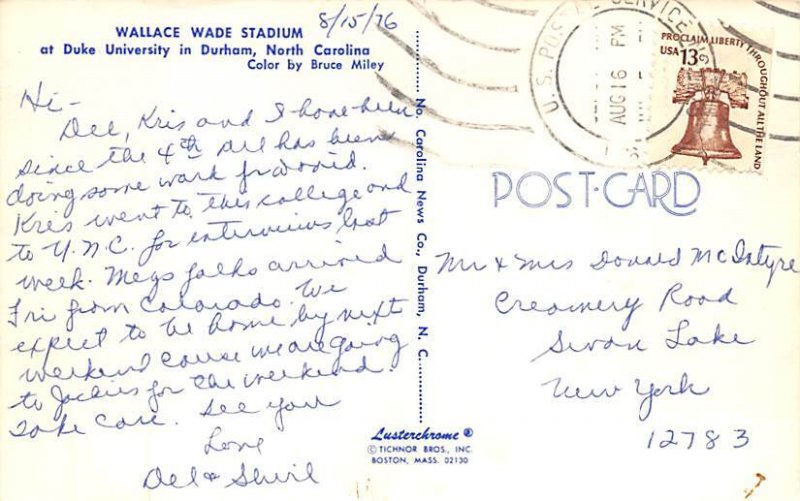 WALLACE WADE STADIUM
at Duke University in Durham, North Carolina
Color by Bruce Miley
8/15/76
Hi -
Del, Kris and I have been
since the 4th. Del has been
doing some work for
Kris went to this college and
to U.N.C. for interviews last
week. Megs folks arrived
Fri from Colorado. We
expect to be home by next
weekend cause we are going
to Jackies for the weekend.
Take care. See you
Love
Del &
No. Carolina News Co., Durham, N. C.
Lusterchrome ®
© TICHNOR BROS., INC.
BOSTON, MASS. 02130
U.S. POSTAL SERVICE
AUG 16 PM
PROCLAIM LIBERTY THROUGHOUT ALL THE LAND
USA 13c
POST-CARD
Mr & Mrs Donald McIntyre
Creamery Road
Swan Lake
New York
12783